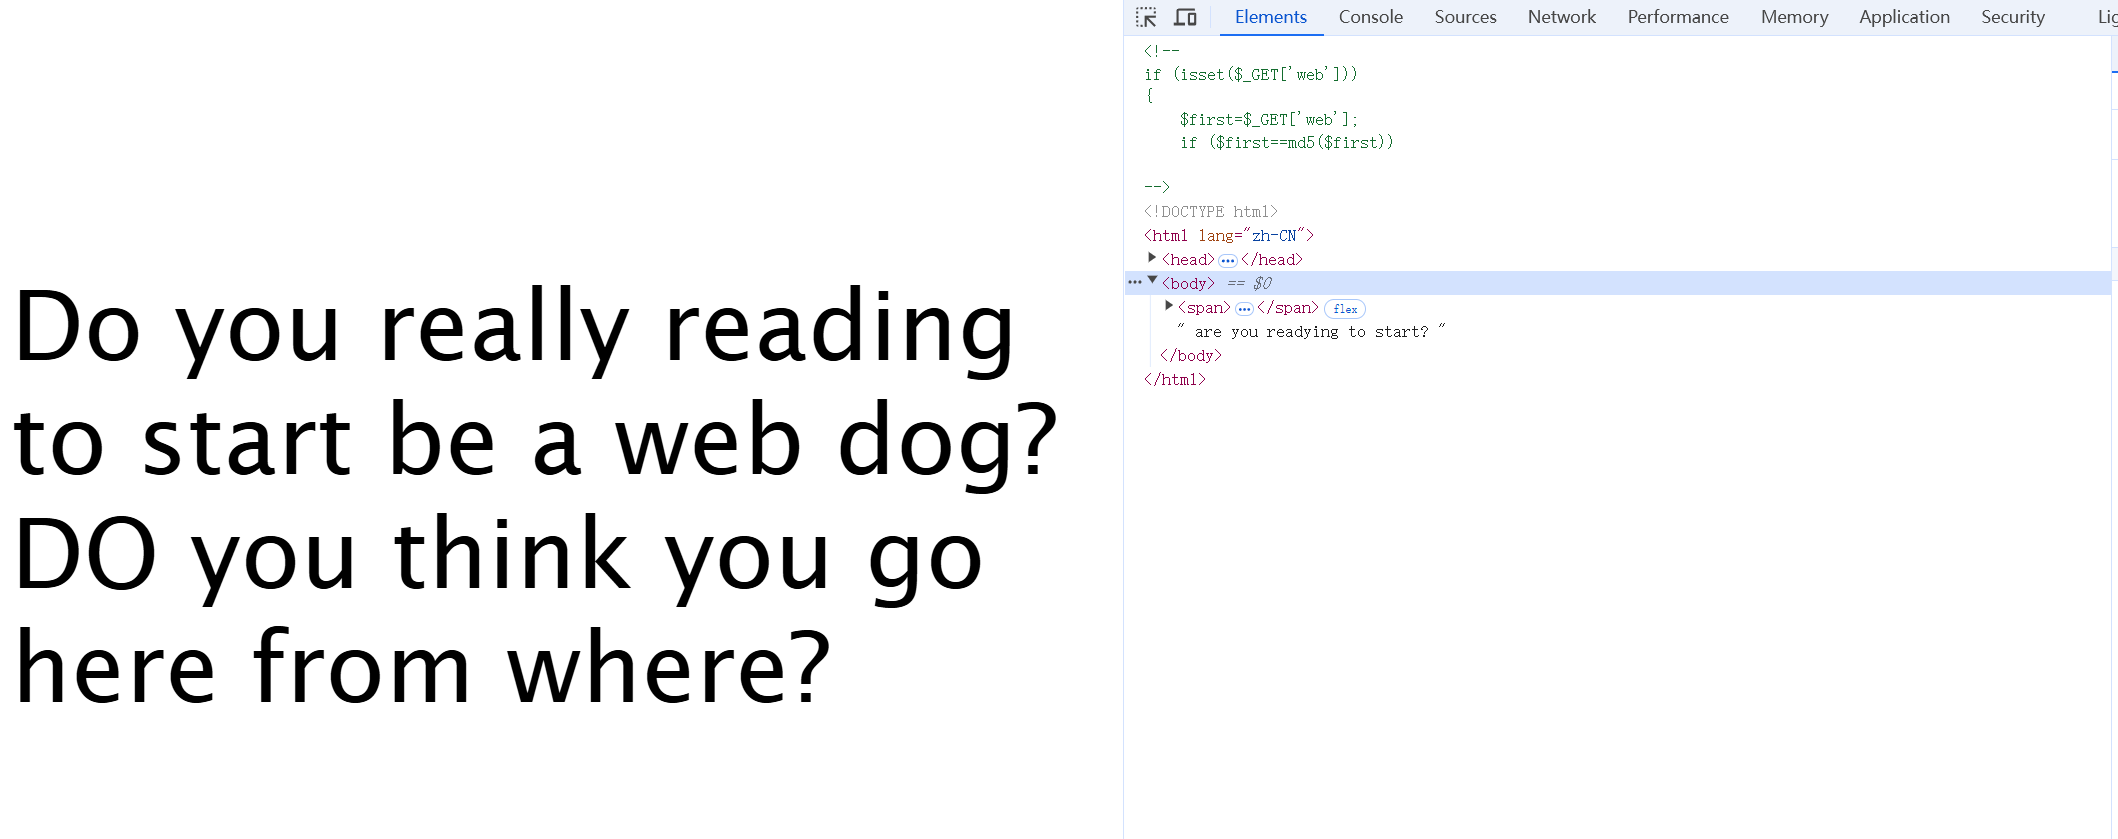 Do you really reading
to start be a web dog?
DO you think you go
here from where?
Elements Console Sources Network Performance Memory Application Security
<!--
if (isset($_GET['web']))
{
    $first=$_GET['web'];
    if ($first==md5($first))
-->
<!DOCTYPE html>
<html lang="zh-CN">
<head> ••• </head>
<body> == $0
<span> ••• </span> flex
" are you readying to start? "
</body>
</html>